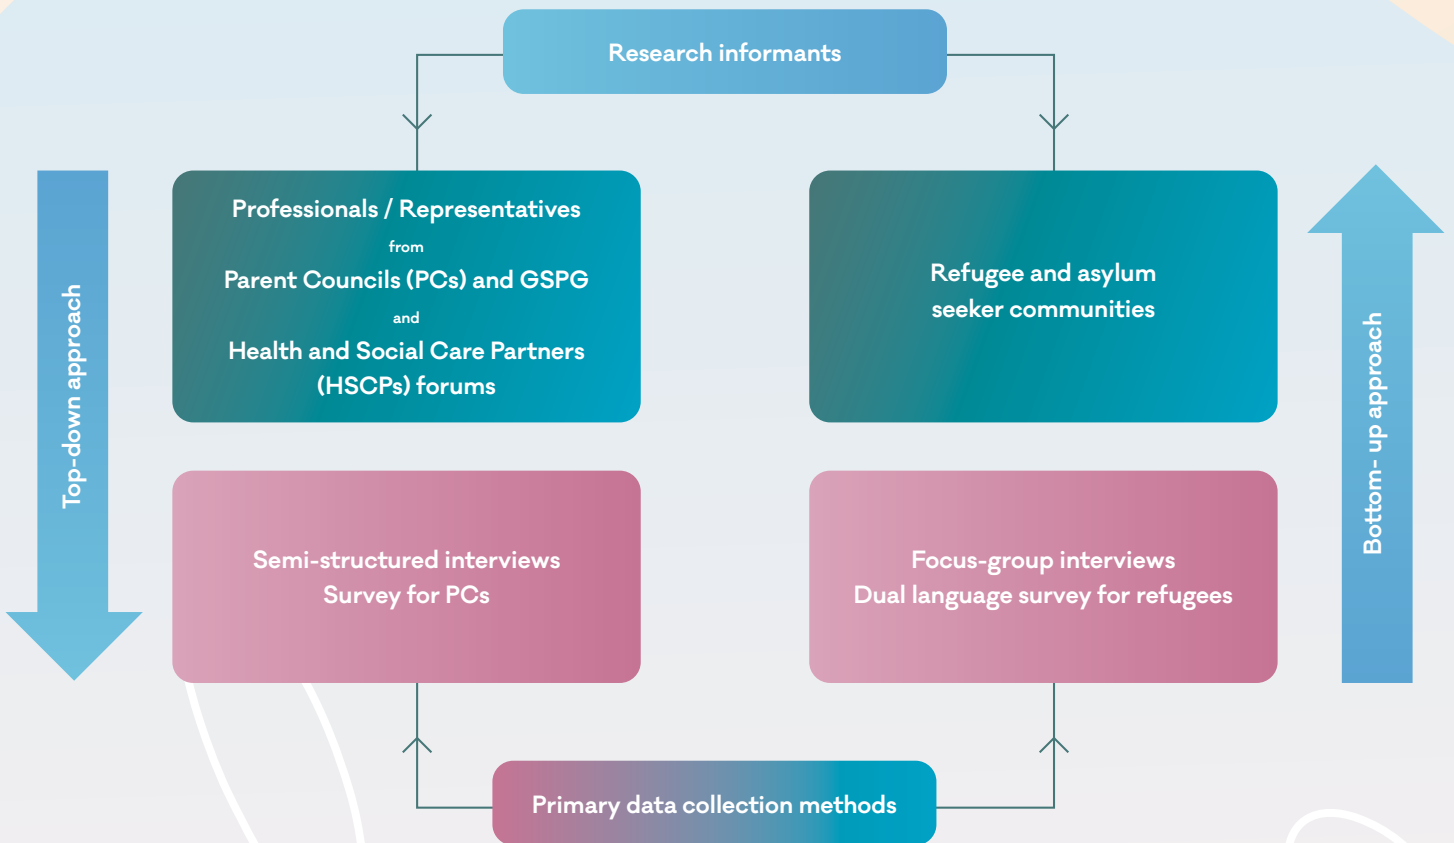 Research informants
Professionals / Representatives
from
Parent Councils (PCs) and GSPG
and
Health and Social Care Partners
(HSCPs) forums
Refugee and asylum
seeker communities
Top-down approach
Bottom- up approach
Semi-structured interviews
Survey for PCs
Focus-group interviews
Dual language survey for refugees
Primary data collection methods